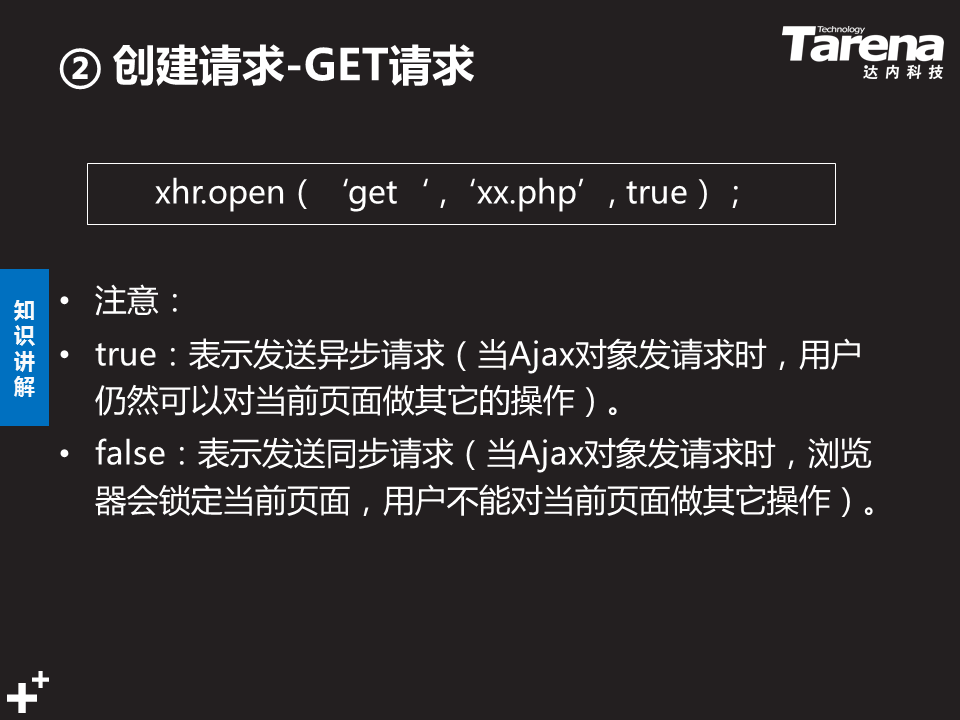 ② 创建请求-GET请求
Technology
Tarena
达内科技
xhr.open（ ‘get‘ ,‘xx.php’, true）;
知
识
讲
解
• 注意：
• true：表示发送异步请求（当Ajax对象发请求时，用户
仍然可以对当前页面做其它的操作）。
• false：表示发送同步请求（当Ajax对象发请求时，浏览
器会锁定当前页面，用户不能对当前页面做其它操作）。